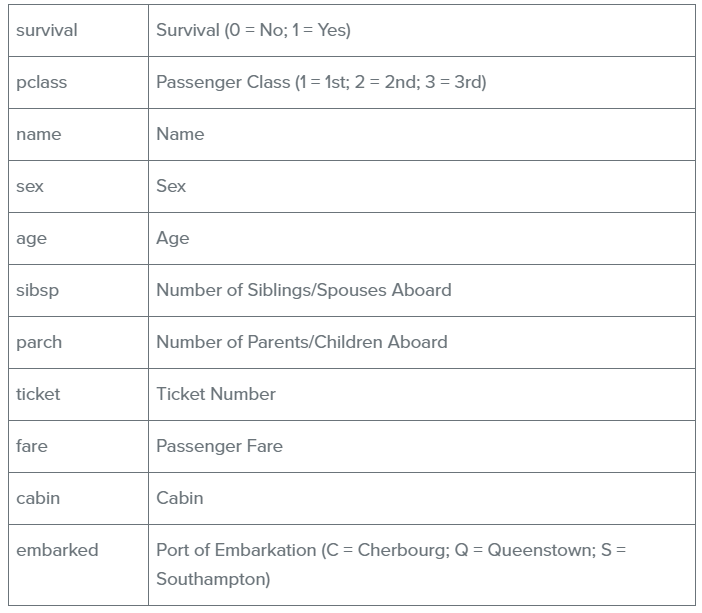 survival Survival (0 = No; 1 = Yes)
pclass Passenger Class (1 = 1st; 2 = 2nd; 3 = 3rd)
name Name
sex Sex
age Age
sibsp Number of Siblings/Spouses Aboard
parch Number of Parents/Children Aboard
ticket Ticket Number
fare Passenger Fare
cabin Cabin
embarked Port of Embarkation (C = Cherbourg; Q = Queenstown; S =
Southampton)